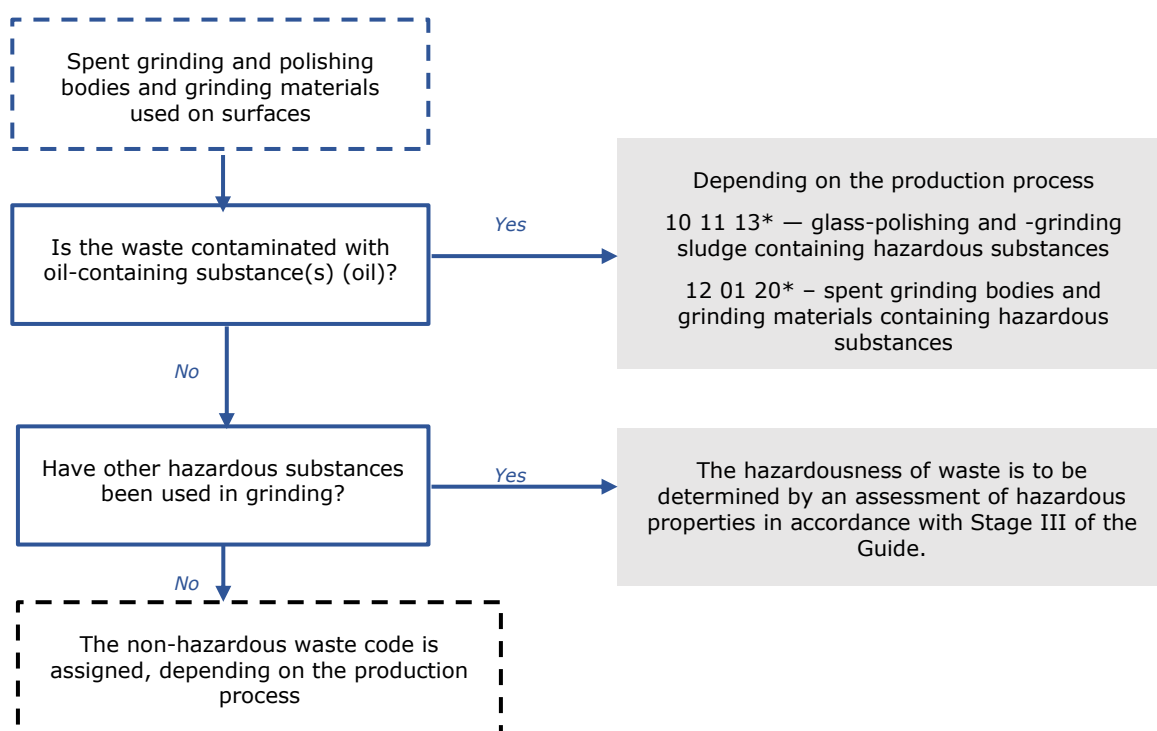 Spent grinding and polishing
bodies and grinding materials
used on surfaces
Is the waste contaminated with
oil-containing substance(s) (oil)?
Yes
Depending on the production process
10 11 13* — glass-polishing and -grinding
sludge containing hazardous substances
12 01 20* – spent grinding bodies and
grinding materials containing hazardous
substances
No
Have other hazardous substances
been used in grinding?
Yes
The hazardousness of waste is to be
determined by an assessment of hazardous
properties in accordance with Stage III of the
Guide.
No
The non-hazardous waste code is
assigned, depending on the production
process